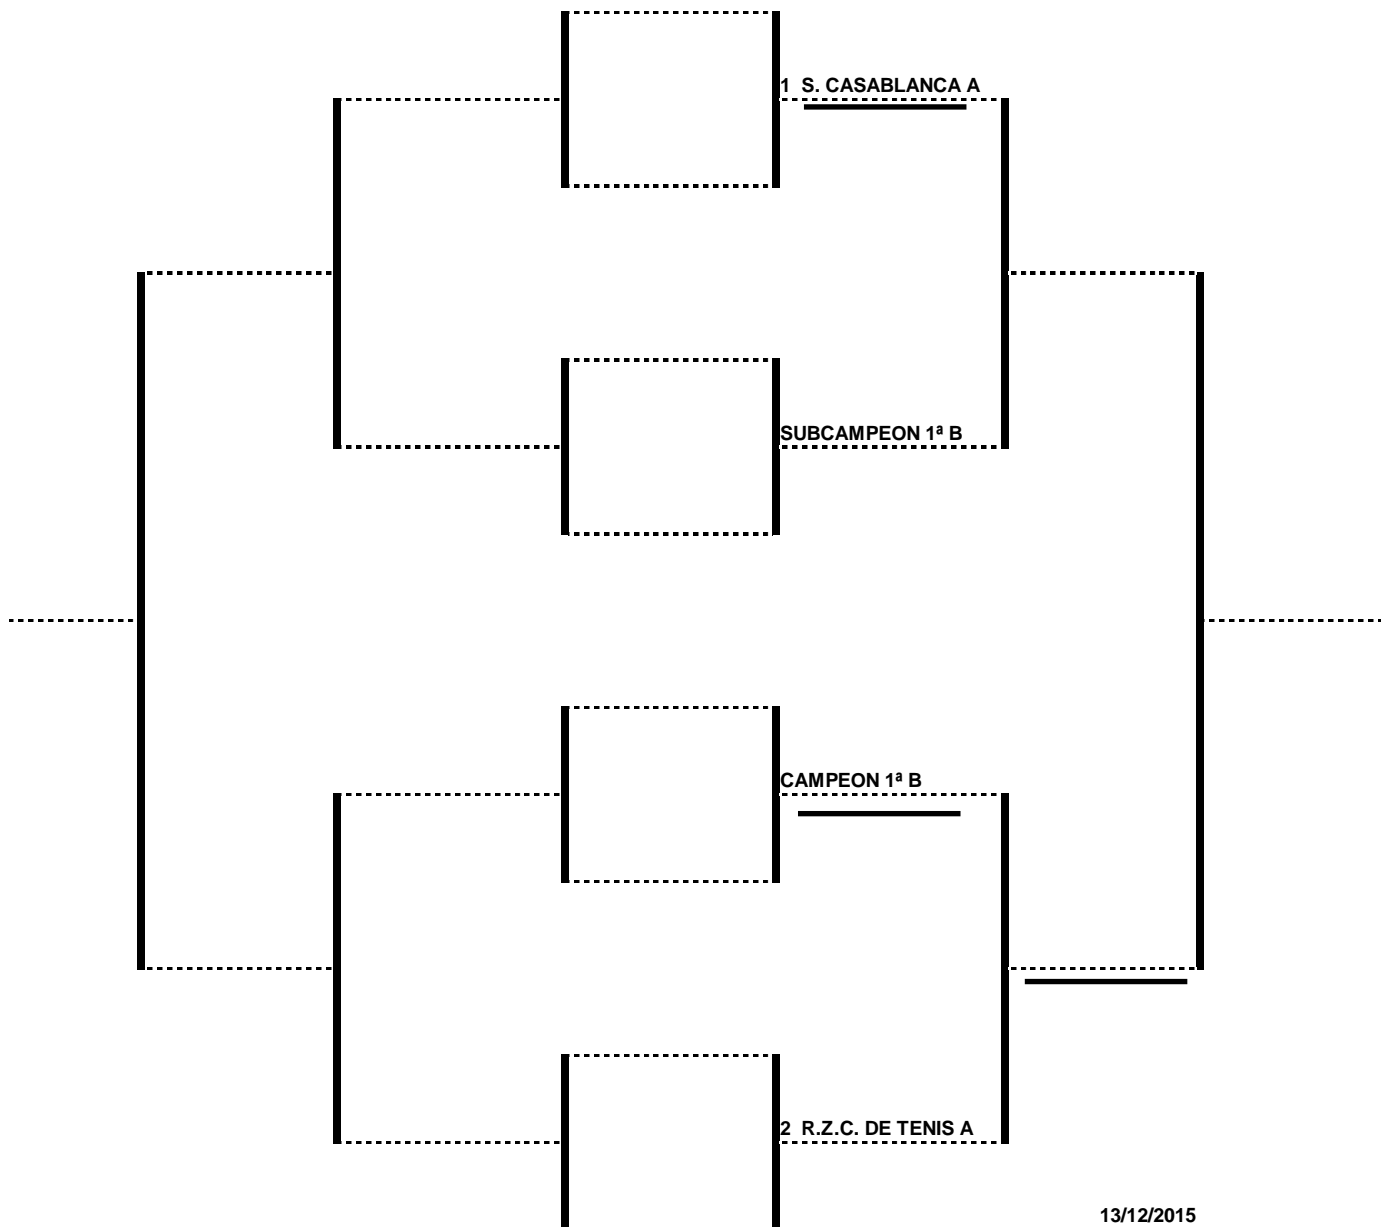 1 S. CASABLANCA A
SUBCAMPEON 1ª B
CAMPEON 1ª B
2 R.Z.C. DE TENIS A
13/12/2015